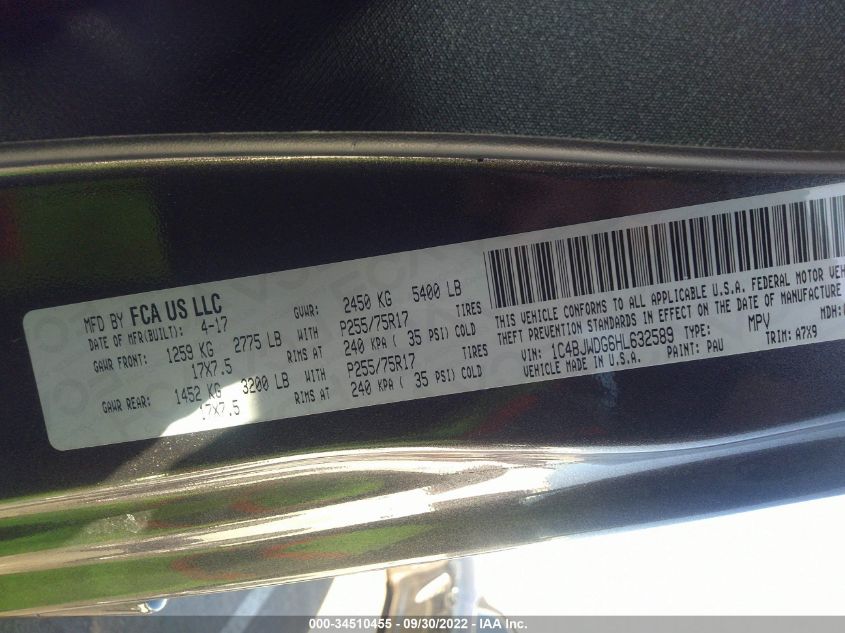 MFD BY FCA US LLC
DATE OF MFR(BUILT): 4-17 GVWR: 2450 KG 5400 LB
GAWR FRONT: 1259 KG 2775 LB WITH P255/75R17 TIRES
17X7.5 RIMS AT 240 KPA ( 35 PSI) COLD
GAWR REAR: 1452 KG 3200 LB WITH P255/75R17 TIRES
17X7.5 RIMS AT 240 KPA ( 35 PSI) COLD
THIS VEHICLE CONFORMS TO ALL APPLICABLE U.S.A. FEDERAL MOTOR VEH
THEFT PREVENTION STANDARDS IN EFFECT ON THE DATE OF MANUFACTURE
VIN: 1C4BJWDG6HL632589 TYPE: MPV MDH:
VEHICLE MADE IN U.S.A. PAINT: PAU TRIM: A7X9
000-34510455 - 09/30/2022 - IAA Inc.